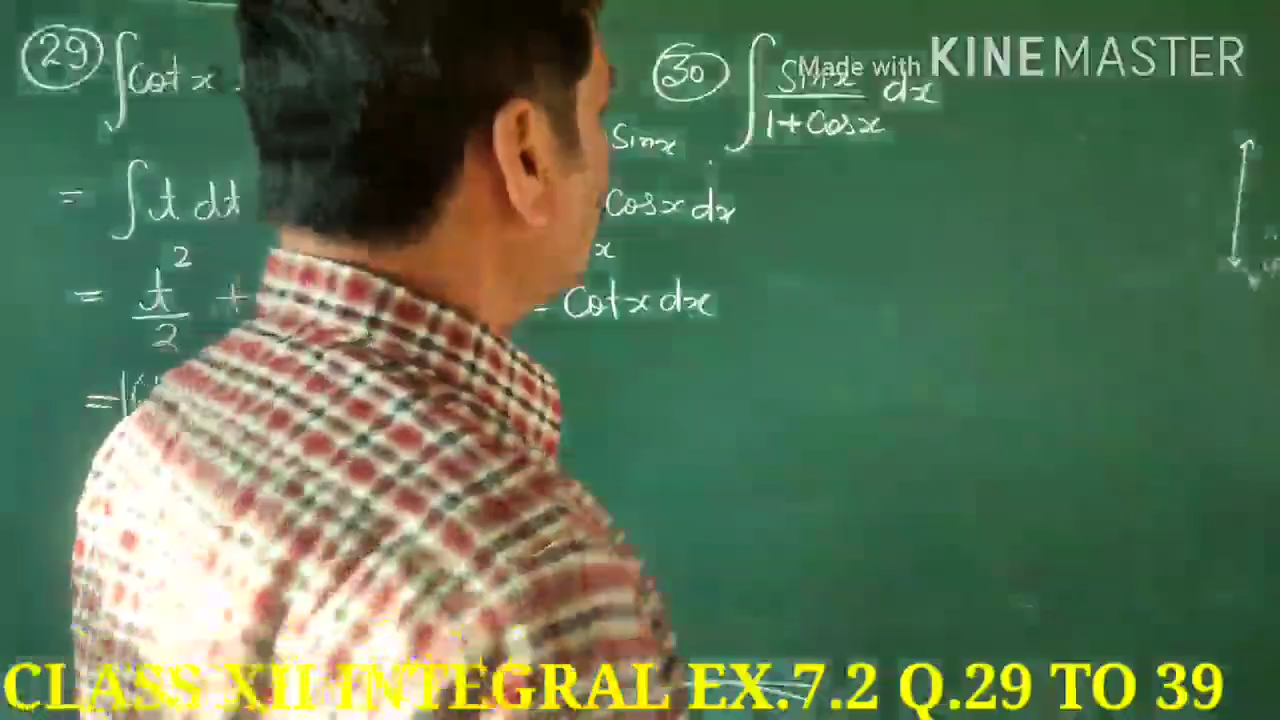 29 ∫ Cot x .
= ∫ t dt
= t²/2 +
=
Sinx
Cosx dx
x
= Cotx dx
30 ∫ Sinx/1+Cosx dx
Made with KINEMASTER
CLASS XII INTEGRAL EX.7.2 Q.29 TO 39